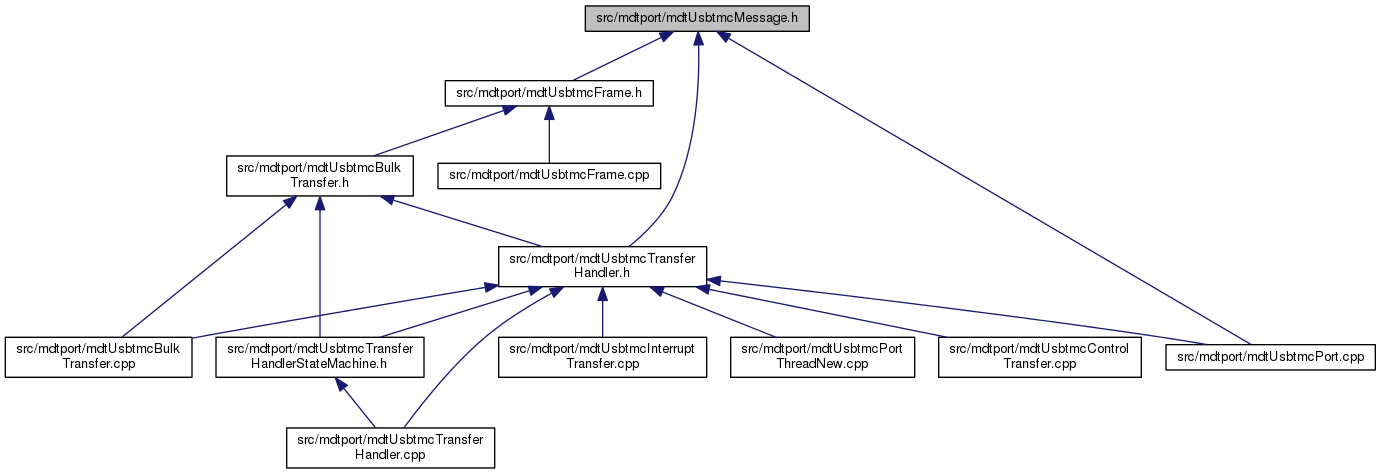 src/mdtport/mdtUsbtmcMessage.h
src/mdtport/mdtUsbtmcFrame.h
src/mdtport/mdtUsbtmcBulk
Transfer.h
src/mdtport/mdtUsbtmcFrame.cpp
src/mdtport/mdtUsbtmcTransfer
Handler.h
src/mdtport/mdtUsbtmcBulk
Transfer.cpp
src/mdtport/mdtUsbtmcTransfer
HandlerStateMachine.h
src/mdtport/mdtUsbtmcInterrupt
Transfer.cpp
src/mdtport/mdtUsbtmcPort
ThreadNew.cpp
src/mdtport/mdtUsbtmcControl
Transfer.cpp
src/mdtport/mdtUsbtmcPort.cpp
src/mdtport/mdtUsbtmcTransfer
Handler.cpp